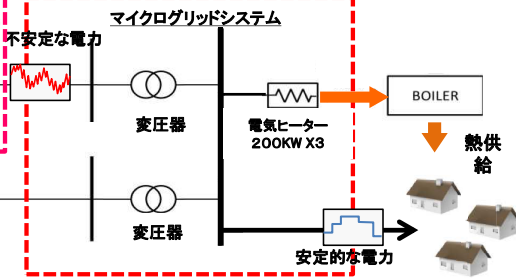 マイクログリッドシステム
不安定な電力
変圧器
電気ヒーター
200KW X3
BOILER
熱供
給
変圧器
安定的な電力